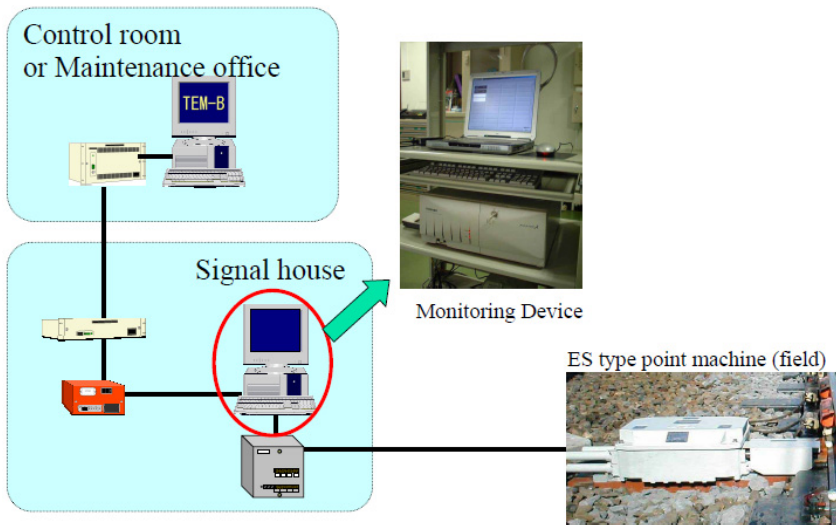 Control room
or Maintenance office
TEM-B
Signal house
Monitoring Device
ES type point machine (field)